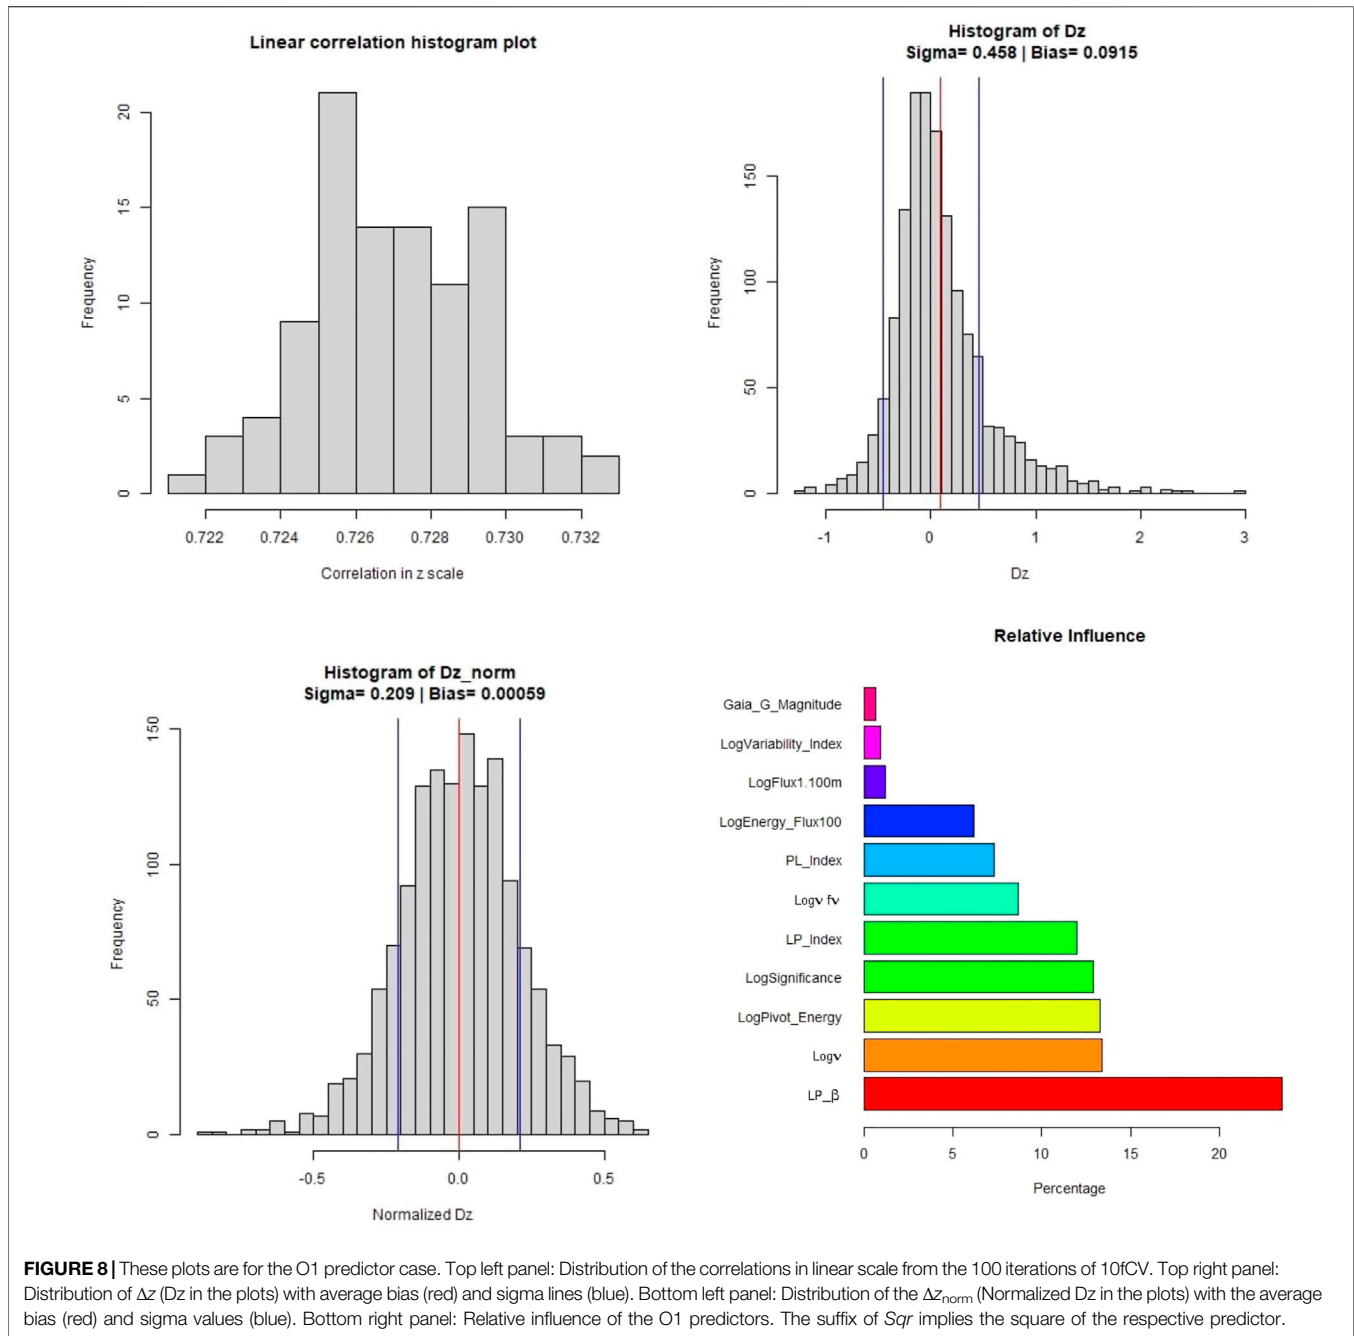 Linear correlation histogram plot
Frequency
0
5
10
15
20
0.722
0.724
0.726
0.728
0.730
0.732
Correlation in z scale
Histogram of Dz
Sigma= 0.458 | Bias= 0.0915
Frequency
0
50
100
150
-1
0
1
2
3
Dz
Histogram of Dz_norm
Sigma= 0.209 | Bias= 0.00059
Frequency
0
50
100
150
-0.5
0.0
0.5
Normalized Dz
Relative Influence
Gaia_G_Magnitude
LogVariability_Index
LogFlux1.100m
LogEnergy_Flux100
PL_Index
Logν fν
LP_Index
LogSignificance
LogPivot_Energy
Logν
LP_β
0
5
10
15
20
Percentage
FIGURE 8 | These plots are for the O1 predictor case. Top left panel: Distribution of the correlations in linear scale from the 100 iterations of 10fCV. Top right panel:
Distribution of Δz (Dz in the plots) with average bias (red) and sigma lines (blue). Bottom left panel: Distribution of the Δznorm (Normalized Dz in the plots) with the average
bias (red) and sigma values (blue). Bottom right panel: Relative influence of the O1 predictors. The suffix of Sqr implies the square of the respective predictor.